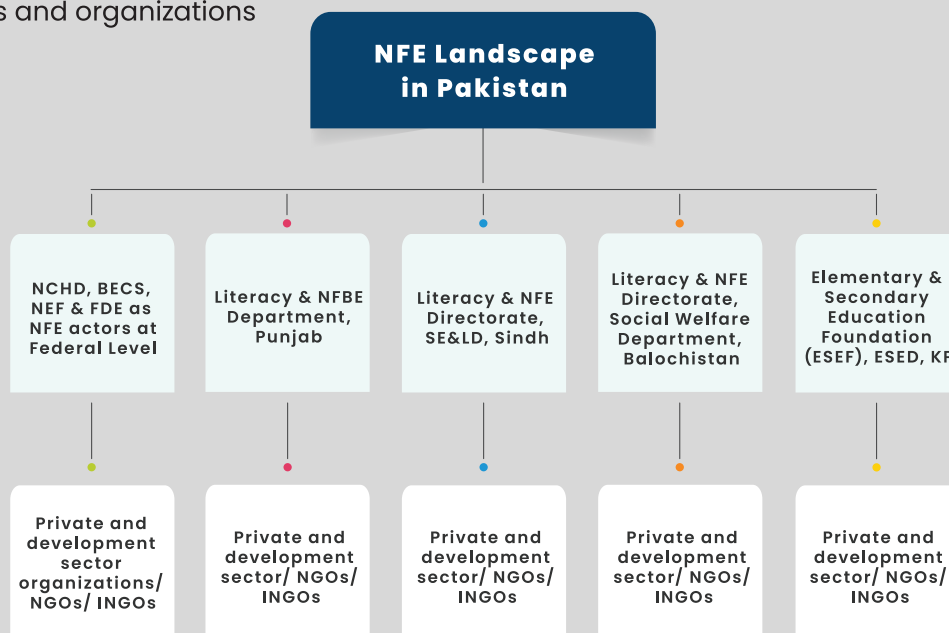 s and organizations
NFE Landscape
in Pakistan
NCHD, BECS,
NEF & FDE as
NFE actors at
Federal Level
Literacy & NFBE
Department,
Punjab
Literacy & NFE
Directorate,
SE&LD, Sindh
Literacy & NFE
Directorate,
Social Welfare
Department,
Balochistan
Elementary &
Secondary
Education
Foundation
(ESEF), ESED, KP
Private and
development
sector
organizations/
NGOs/ INGOs
Private and
development
sector/ NGOs/
INGOs
Private and
development
sector/ NGOs/
INGOs
Private and
development
sector/ NGOs/
INGOs
Private and
development
sector/ NGOs/
INGOs